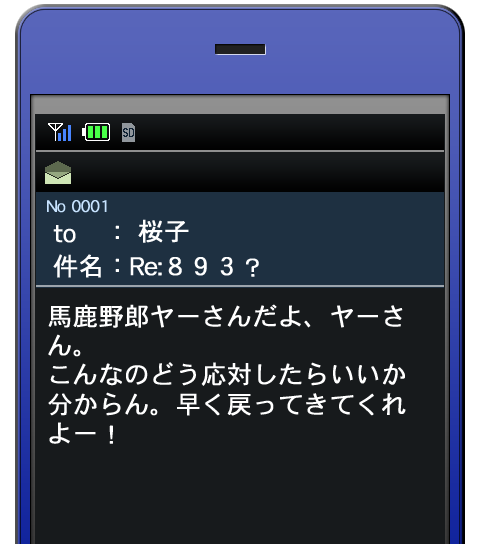 SD
No 0001
to ：桜子
件名：Re:８９３？
馬鹿野郎ヤーさんだよ、ヤーさ
ん。
こんなのどう応対したらいいか
分からん。早く戻ってきてくれ
よー！